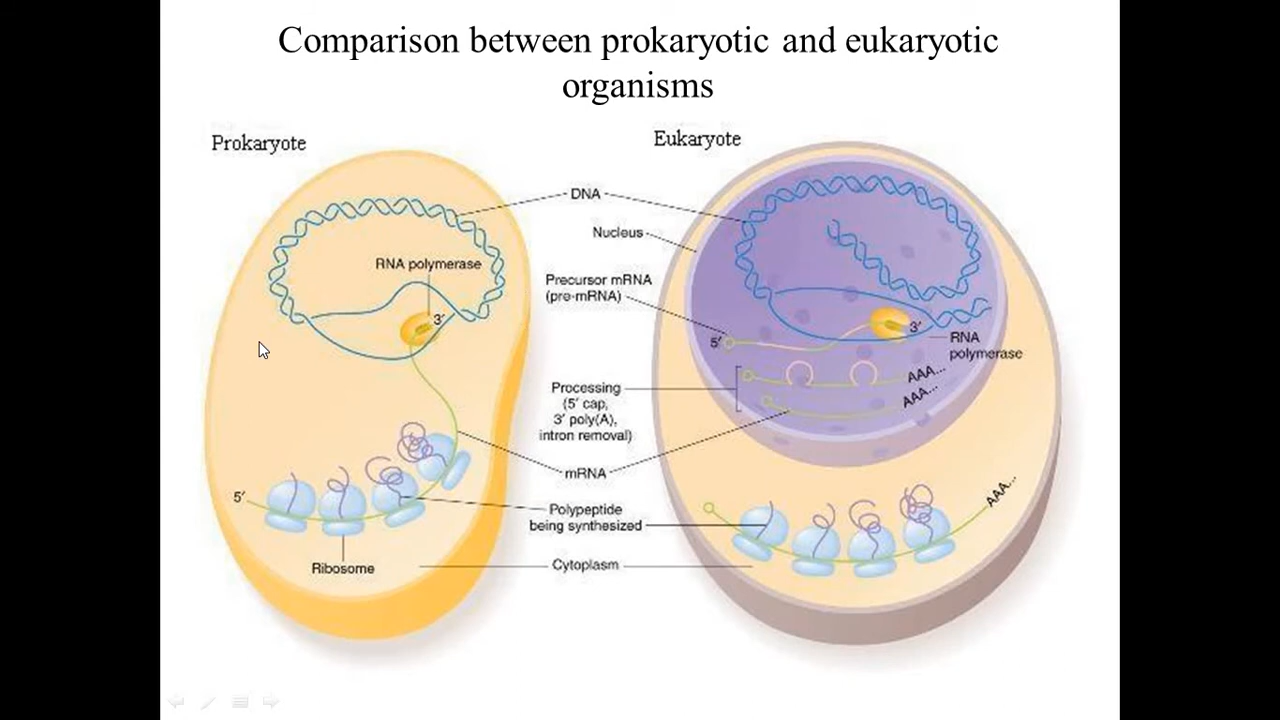 Comparison between prokaryotic and eukaryotic
organisms
Prokaryote
Eukaryote
DNA
Nucleus
RNA polymerase
Precursor mRNA
(pre-mRNA)
3′
3′
5′
RNA
polymerase
AAA...
AAA...
Processing
(5′ cap,
3′ poly(A),
intron removal)
mRNA
5′
AAA...
Polypeptide
being synthesized
Ribosome
Cytoplasm